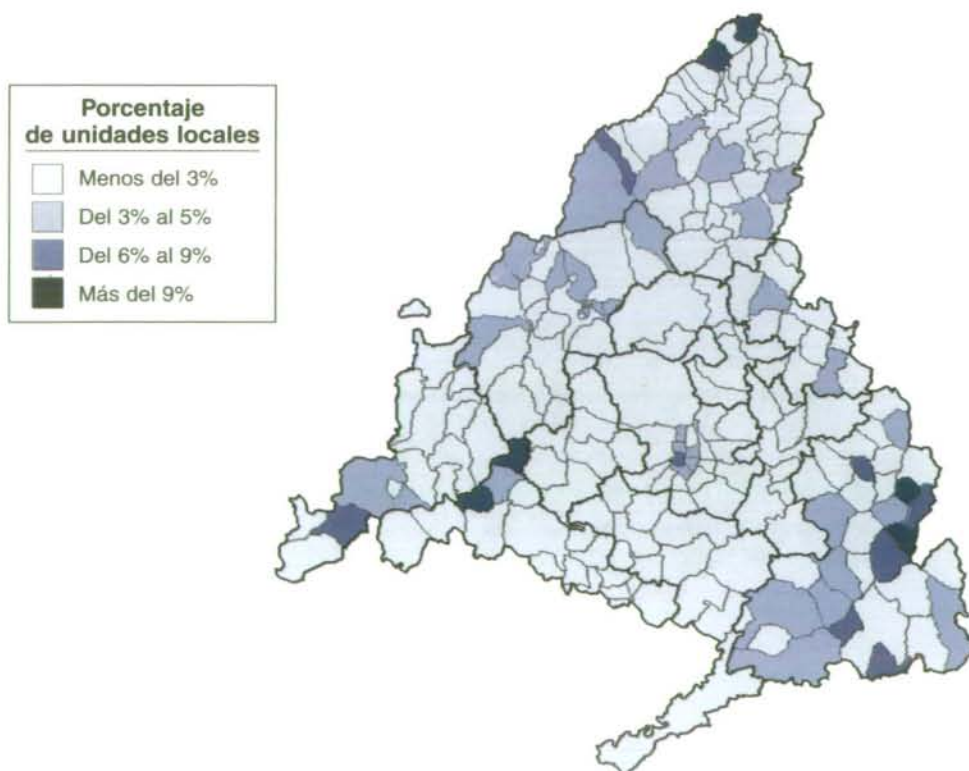 Porcentaje
de unidades locales
Menos del 3%
Del 3% al 5%
Del 6% al 9%
Más del 9%